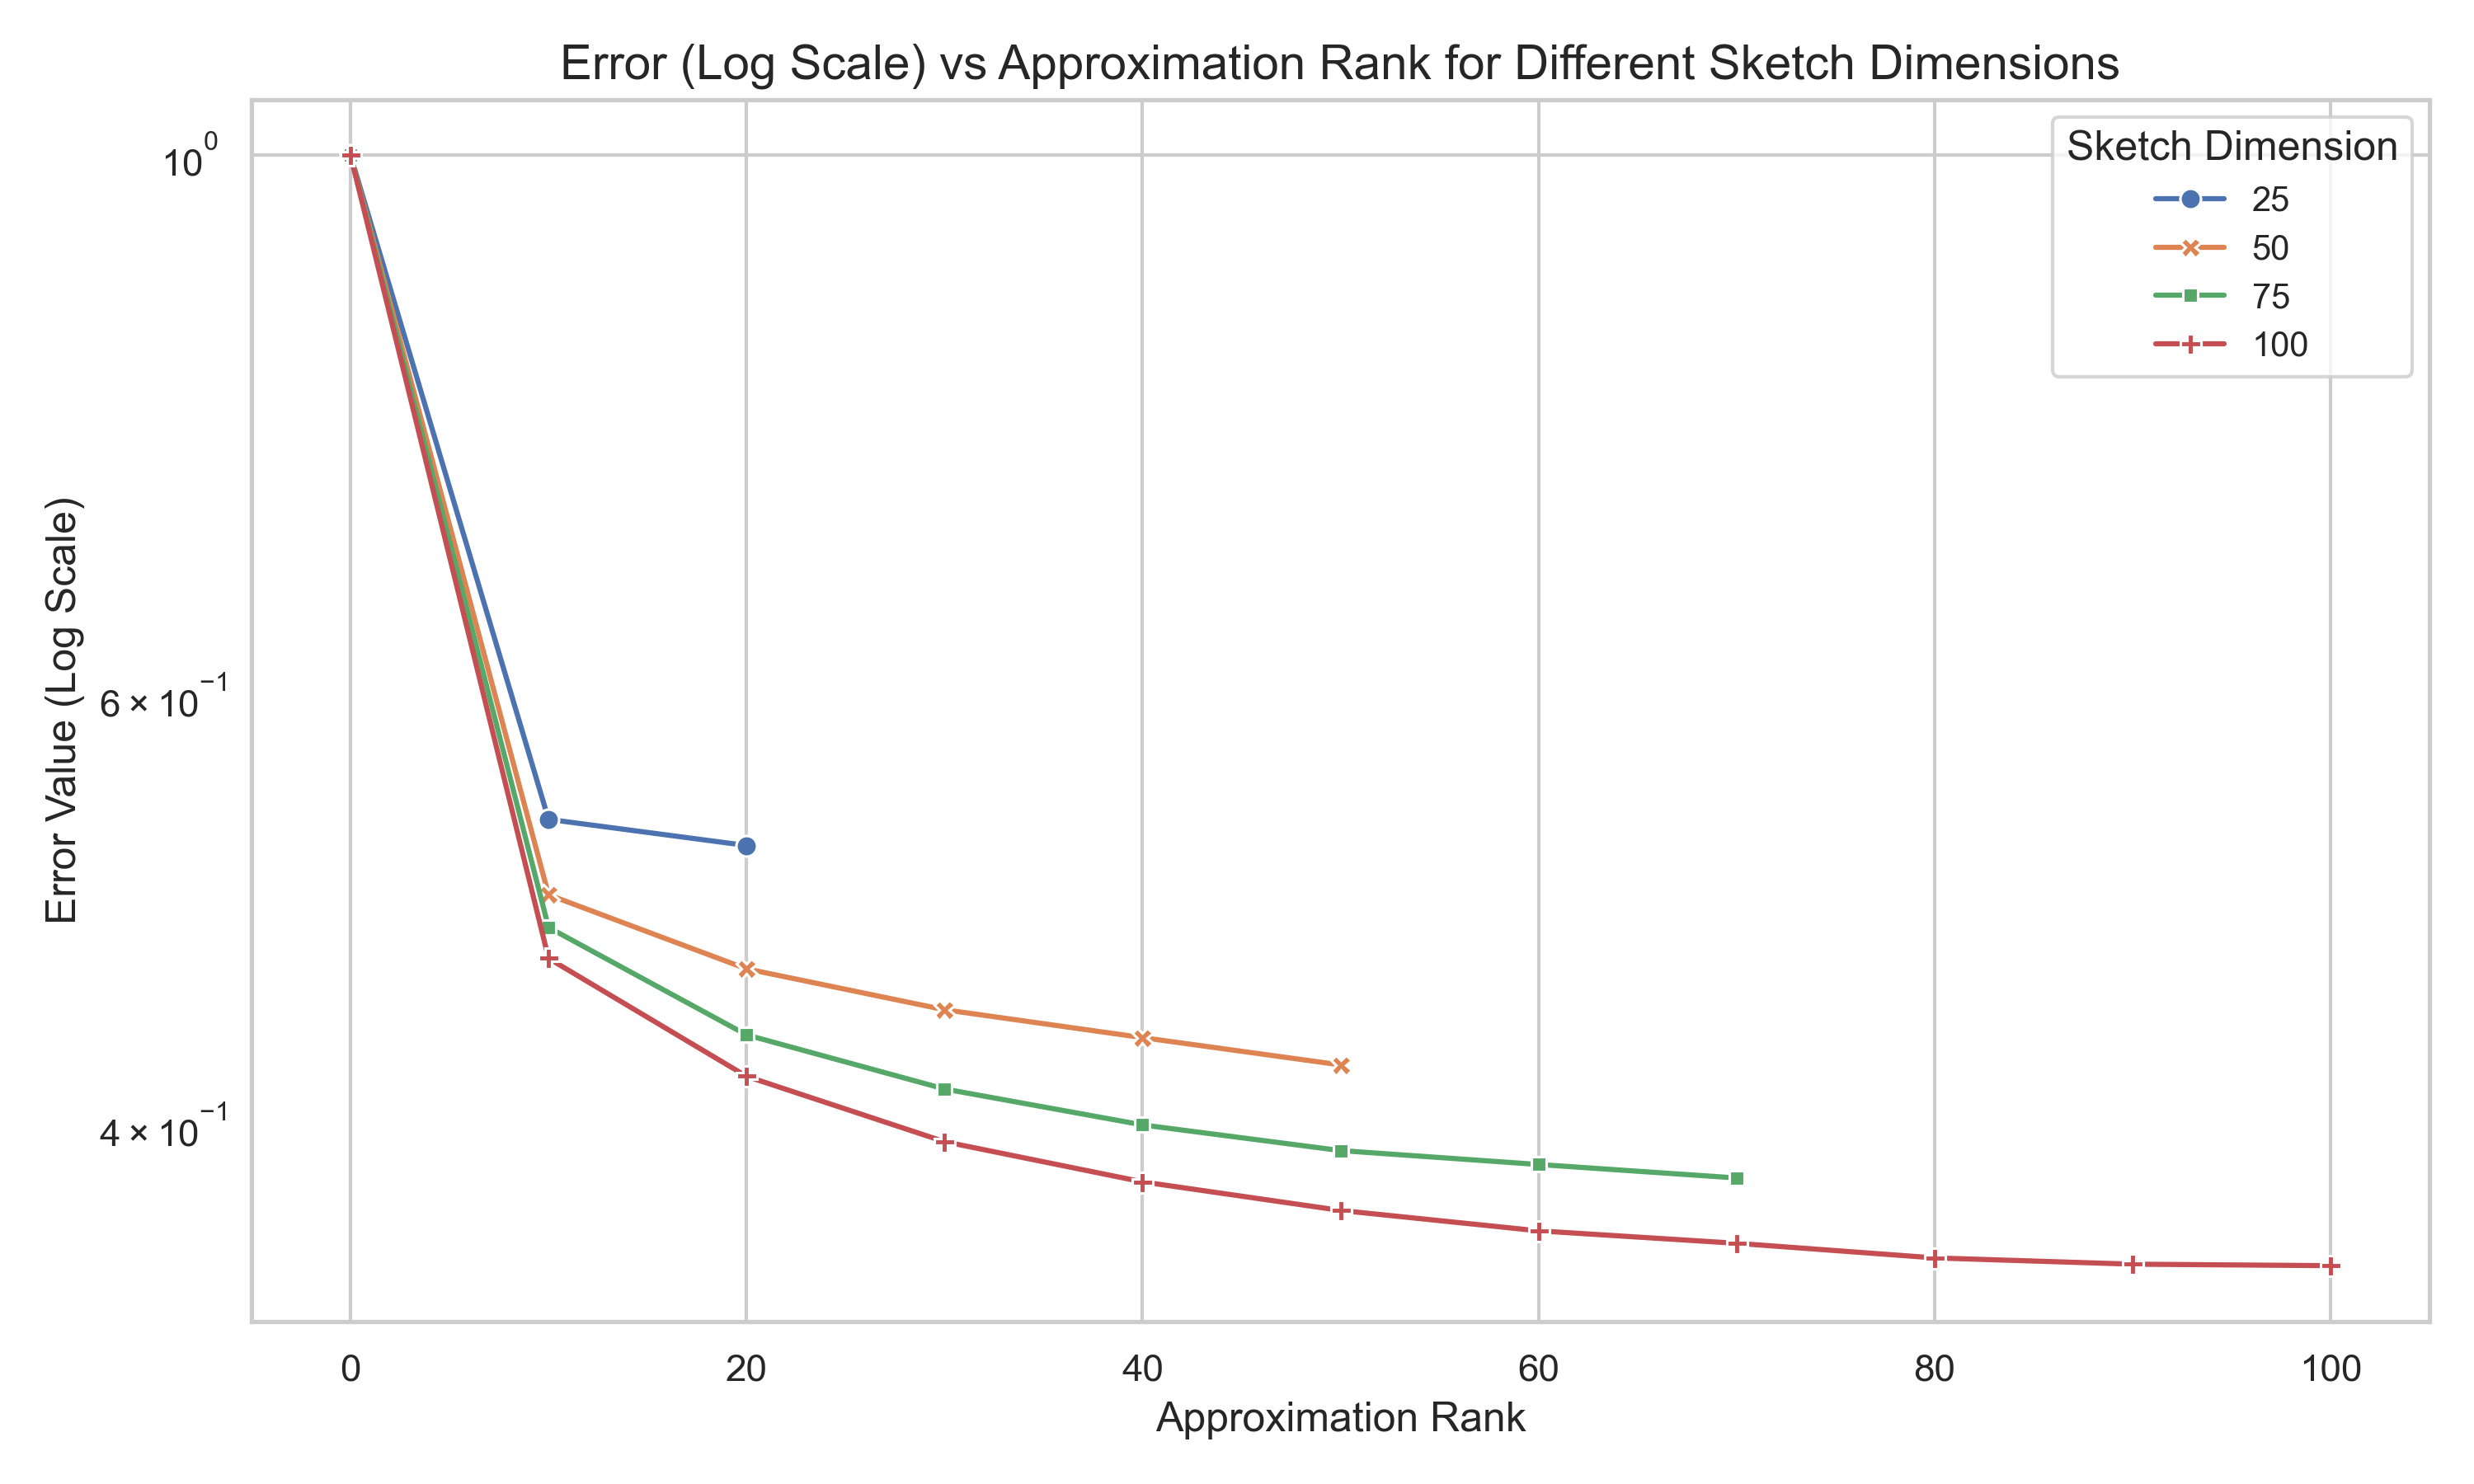 Error (Log Scale) vs Approximation Rank for Different Sketch Dimensions
Sketch Dimension
25
50
75
100
Error Value (Log Scale)
10⁰
6 × 10⁻¹
4 × 10⁻¹
0 20 40 60 80 100
Approximation Rank